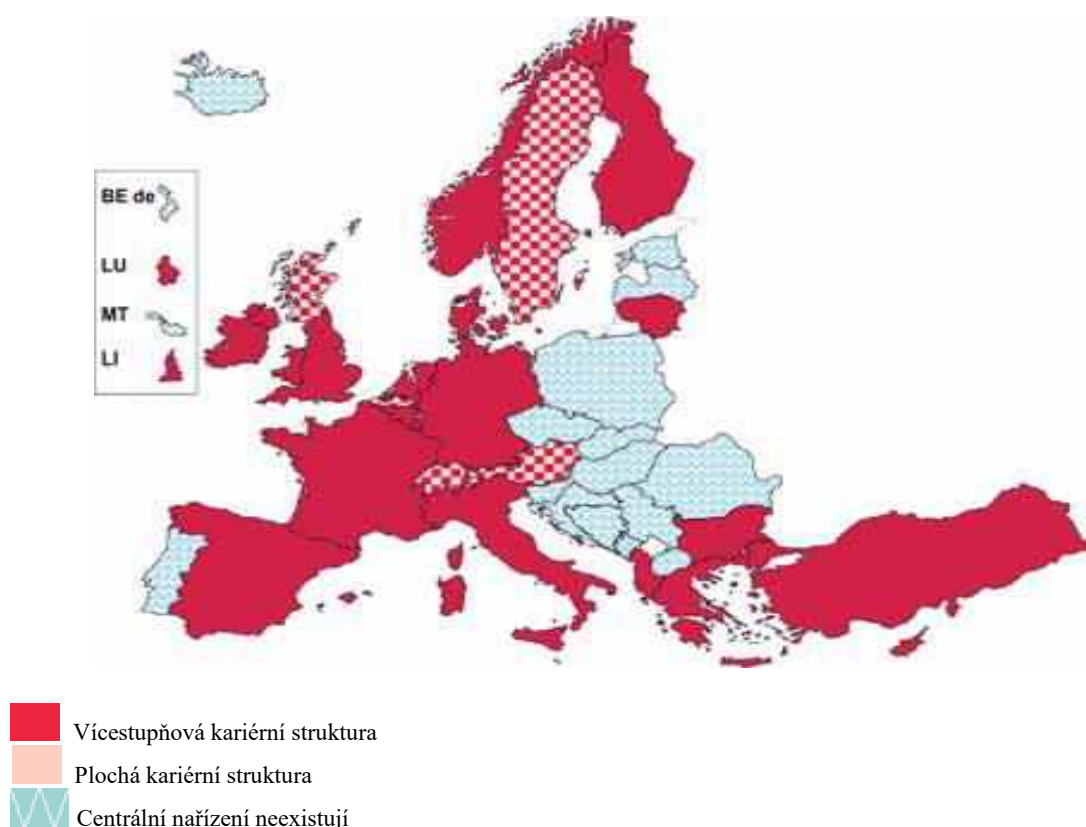 BE de
LU
MT
LI
Vícestupňová kariérní struktura
Plochá kariérní struktura
Centrální nařízení neexistují